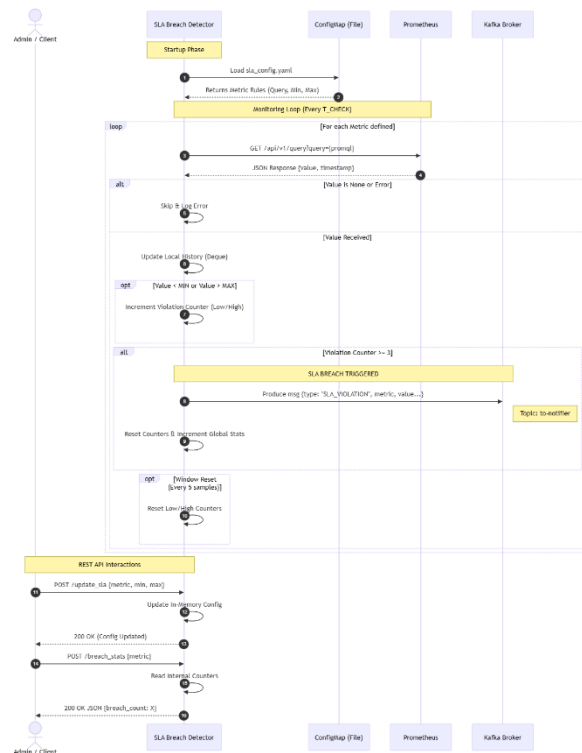 Admin / Client
SLA Breach Detector
ConfigMap (File)
Prometheus
Kafka Broker
Startup Phase
Load sla_config.yaml
1
Returns Metric Rules (Query, Min, Max)
2
Monitoring Loop (Every T_CHECK)
loop
[For each Metric defined]
GET /api/v1/query?query={promql}
3
JSON Response {value, timestamp}
4
alt
[Value is None or Error]
Skip & Log Error
5
[Value Received]
Update Local History (Deque)
6
opt
[Value < MIN or Value > MAX]
Increment Violation Counter (Low/High)
7
alt
[Violation Counter >= 3]
SLA BREACH TRIGGERED
Produce msg {type: "SLA_VIOLATION", metric, value...}
8
Topic: to-notifier
Reset Counters & Increment Global Stats
9
opt
[Window Reset
(Every 5 samples)]
Reset Low/High Counters
10
REST API Interactions
POST /update_sla {metric, min, max}
11
Update In-Memory Config
12
200 OK (Config Updated)
13
POST /breach_stats {metric}
14
Read Internal Counters
15
200 OK JSON {breach_count: X}
16
Admin / Client
SLA Breach Detector
ConfigMap (File)
Prometheus
Kafka Broker